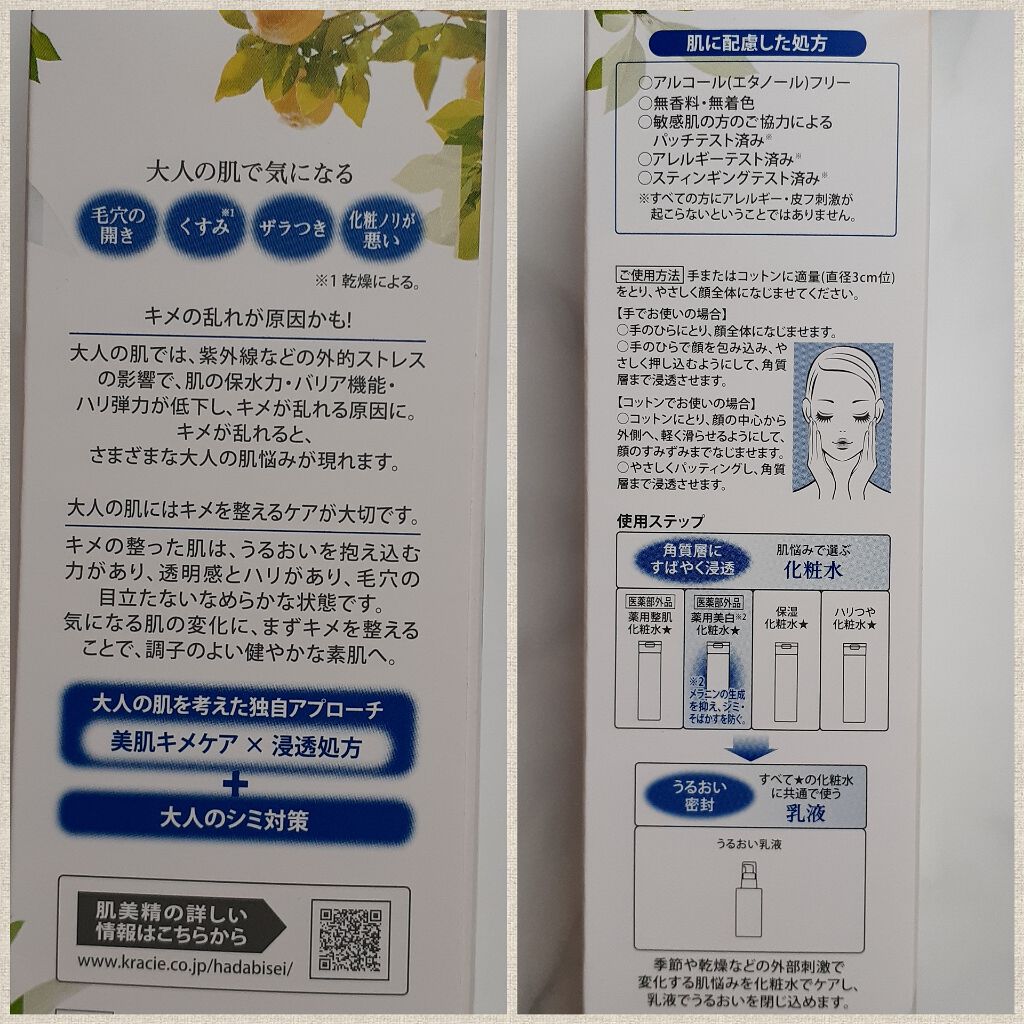 大人の肌で気になる
毛穴の
開き
くすみ※1
ザラつき
化粧ノリが
悪い
※1 乾燥による。
キメの乱れが原因かも!
大人の肌では、紫外線などの外的ストレス
の影響で、肌の保水力・バリア機能・
ハリ弾力が低下し、キメが乱れる原因に。
キメが乱れると、
さまざまな大人の肌悩みが現れます。
大人の肌にはキメを整えるケアが大切です。
キメの整った肌は、うるおいを抱え込む
力があり、透明感とハリがあり、毛穴の
目立たないなめらかな状態です。
気になる肌の変化に、まずキメを整える
ことで、調子のよい健やかな素肌へ。
大人の肌を考えた独自アプローチ
美肌キメケア × 浸透処方
+
大人のシミ対策
肌美精の詳しい
情報はこちらから
www.kracie.co.jp/hadabisei/
肌に配慮した処方
○アルコール(エタノール)フリー
○無香料・無着色
○敏感肌の方のご協力による
パッチテスト済み※
○アレルギーテスト済み※
○スティンギングテスト済み※
※すべての方にアレルギー・皮フ刺激が
起こらないということではありません。
ご使用方法 手またはコットンに適量(直径3cm位)
をとり、やさしく顔全体になじませてください。
【手でお使いの場合】
○手のひらにとり、顔全体になじませます。
○手のひらで顔を包み込み、や
さしく押し込むようにして、角質
層まで浸透させます。
【コットンでお使いの場合】
○コットンにとり、顔の中心から
外側へ、軽く滑らせるようにして、
顔のすみずみまでなじませます。
○やさしくパッティングし、角質
層まで浸透させます。
使用ステップ
角質層に
すばやく浸透
肌悩みで選ぶ
化粧水
医薬部外品
薬用整肌
化粧水★
医薬部外品
薬用美白※2
化粧水★
※2
メラニンの生成
を抑え、シミ・
そばかすを防ぐ。
保湿
化粧水★
ハリつや
化粧水★
うるおい
密封
すべて★の化粧水
に共通で使う
乳液
うるおい乳液
季節や乾燥などの外部刺激で
変化する肌悩みを化粧水でケアし、
乳液でうるおいを閉じ込めます。